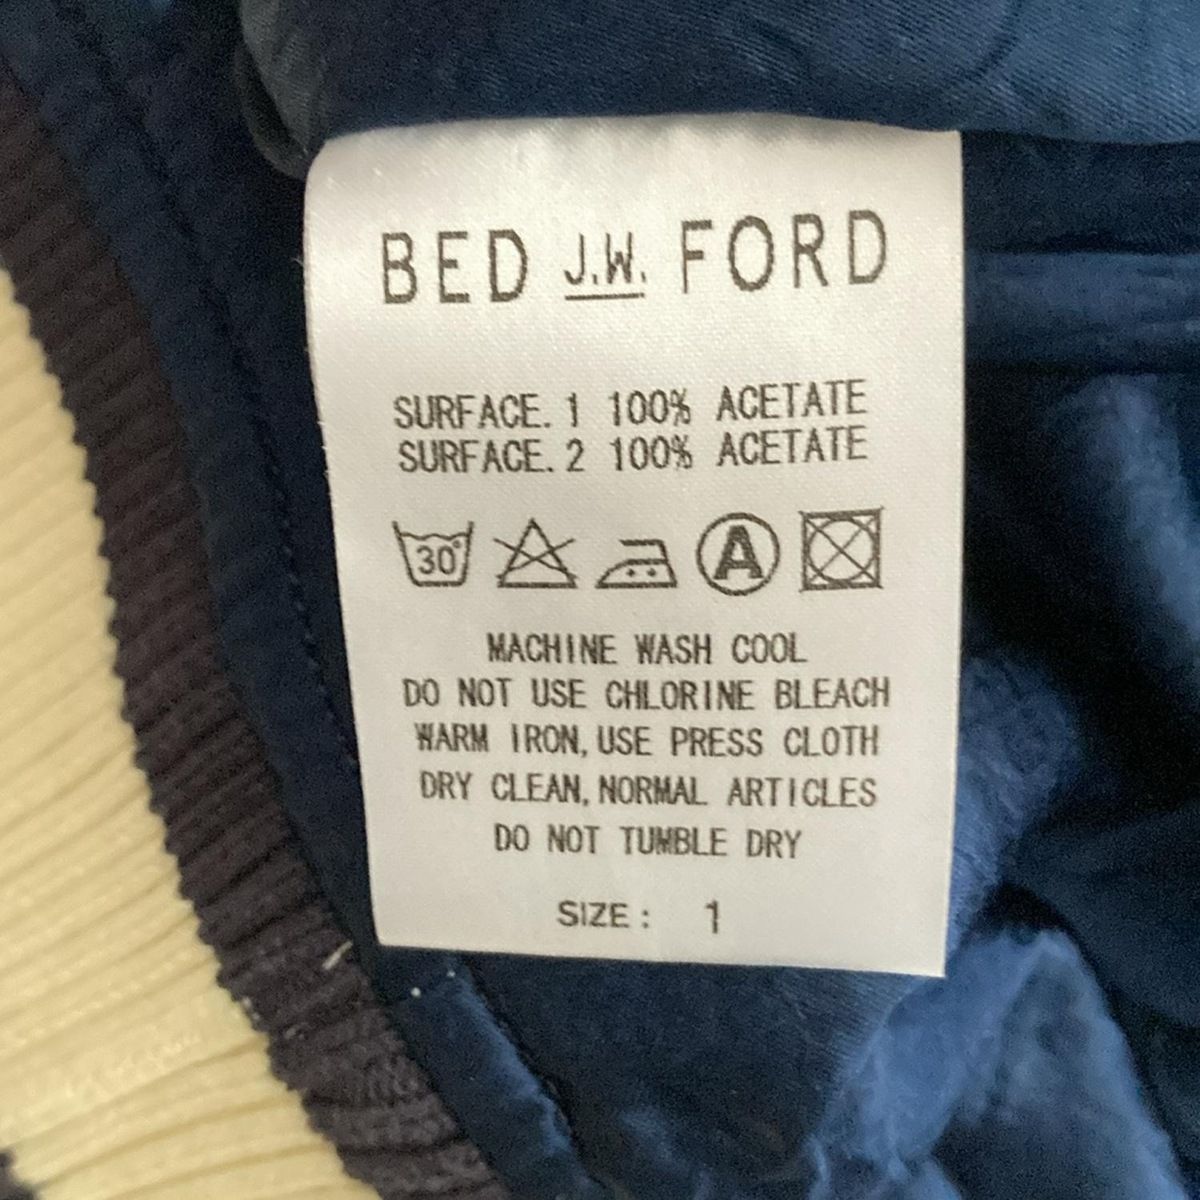 BED J.W. FORD
SURFACE. 1 100% ACETATE
SURFACE. 2 100% ACETATE
30° A
MACHINE WASH COOL
DO NOT USE CHLORINE BLEACH
WARM IRON, USE PRESS CLOTH
DRY CLEAN, NORMAL ARTICLES
DO NOT TUMBLE DRY
SIZE : 1